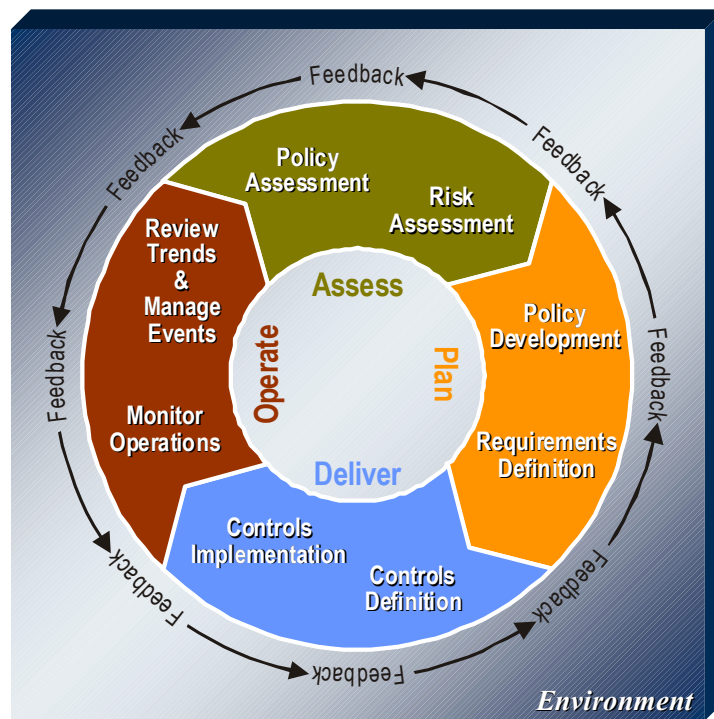 Feedback
Feedback
Feedback
Policy
Assessment
Risk
Assessment
Review
Trends
&
Manage
Events
Assess
Policy
Development
Feedback
Feedback
Operate
Plan
Monitor
Operations
Requirements
Definition
Deliver
Controls
Implementation
Controls
Definition
Feedback
Feedback
Feedback
Environment